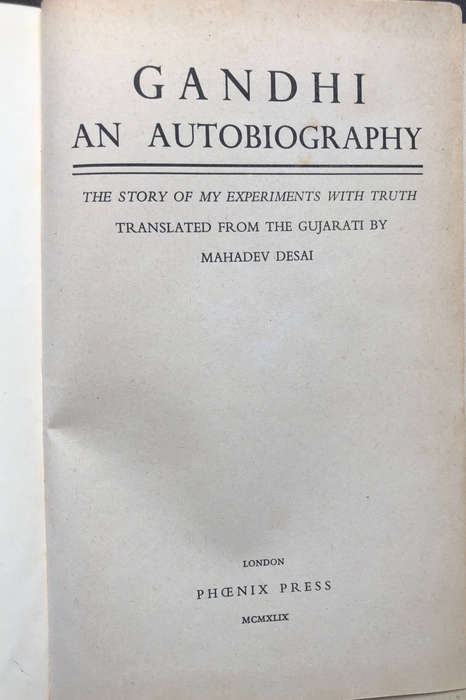 GANDHI
AN AUTOBIOGRAPHY
THE STORY OF MY EXPERIMENTS WITH TRUTH
TRANSLATED FROM THE GUJARATI BY
MAHADEV DESAI
LONDON
PHŒNIX PRESS
MCMXLIX